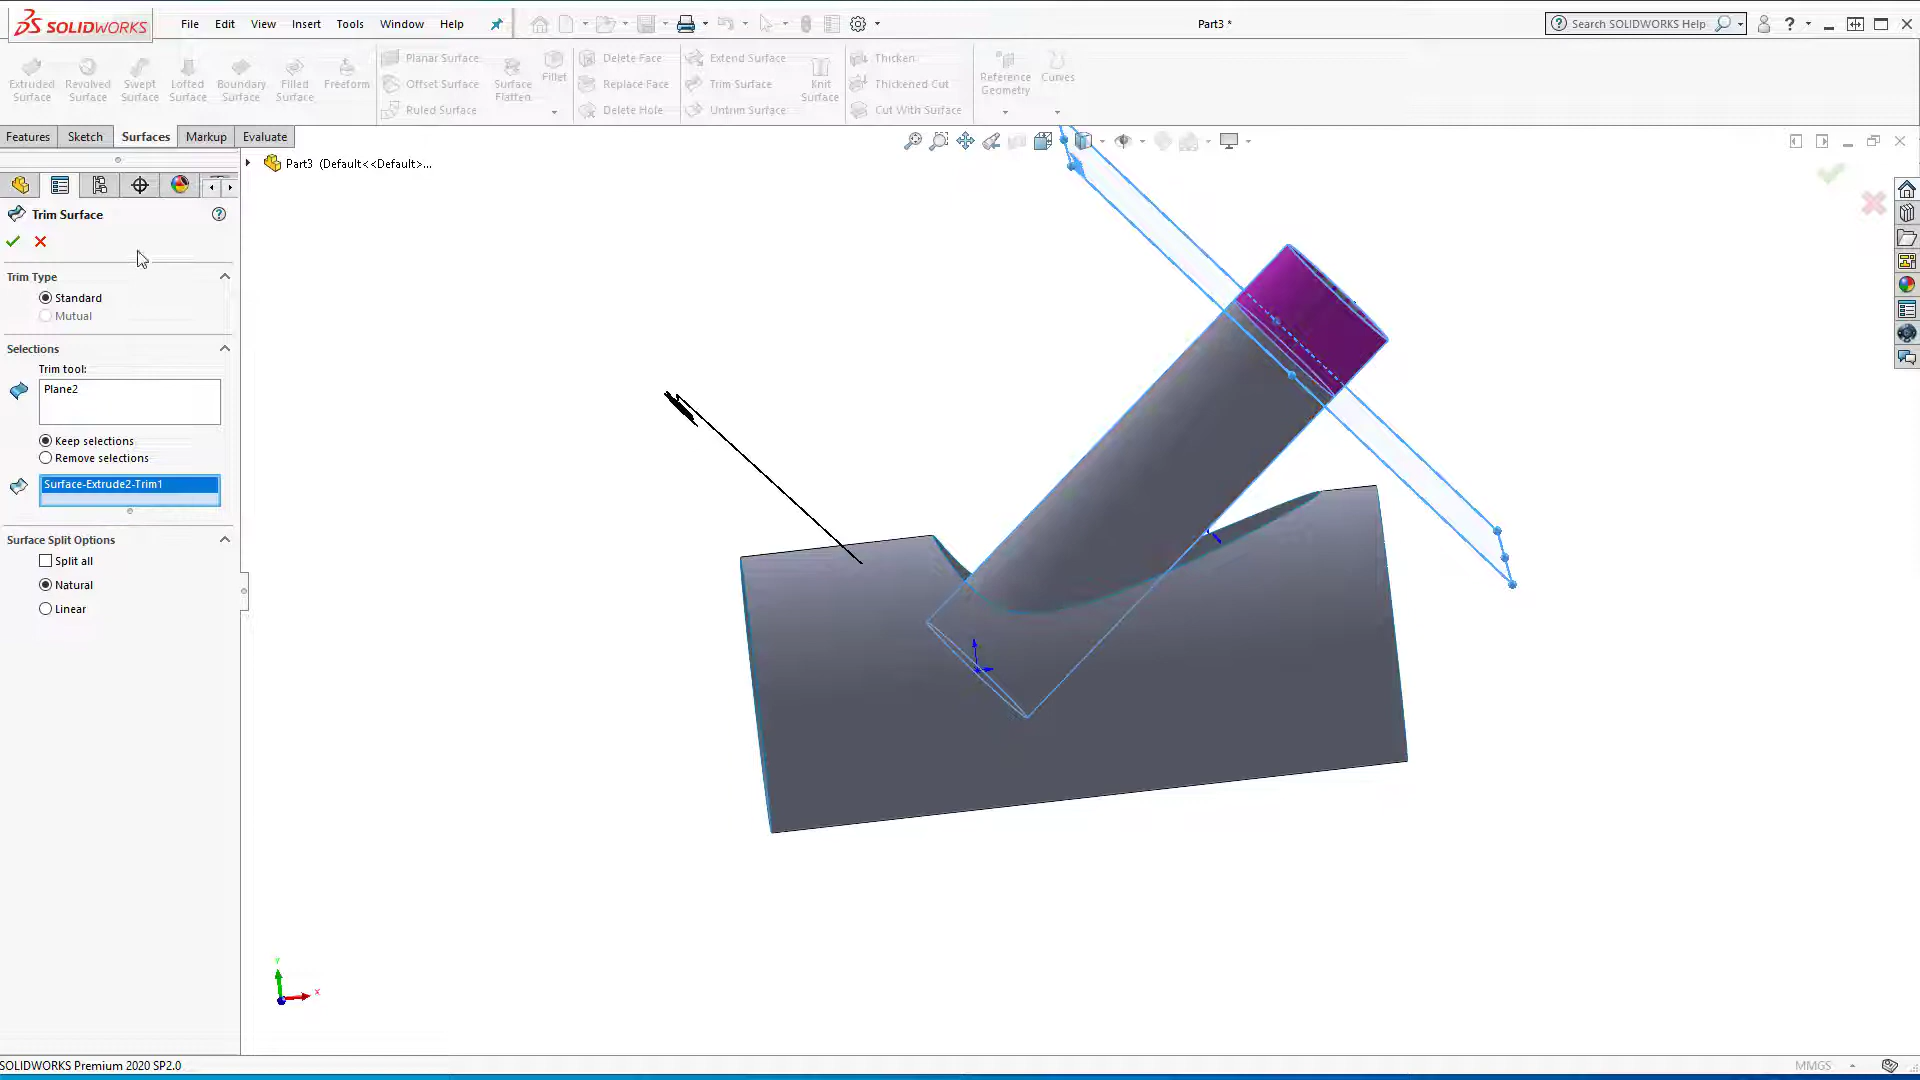 SOLIDWORKS
File Edit View Insert Tools Window Help
Part3 *
Search SOLIDWORKS Help
Extruded Surface
Revolved Surface
Swept Surface
Lofted Surface
Boundary Surface
Filled Surface
Freeform
Planar Surface
Offset Surface
Ruled Surface
Surface Flatten
Fillet
Delete Face
Replace Face
Delete Hole
Extend Surface
Trim Surface
Untrim Surface
Knit Surface
Thicken
Thickened Cut
Cut With Surface
Reference Geometry
Curves
Features Sketch Surfaces Markup Evaluate
Part3 (Default<<Default>...
Trim Surface
Trim Type
Standard
Mutual
Selections
Trim tool:
Plane2
Keep selections
Remove selections
Surface-Extrude2-Trim1
Surface Split Options
Split all
Natural
Linear
Y
X
SOLIDWORKS Premium 2020 SP2.0
MMGS